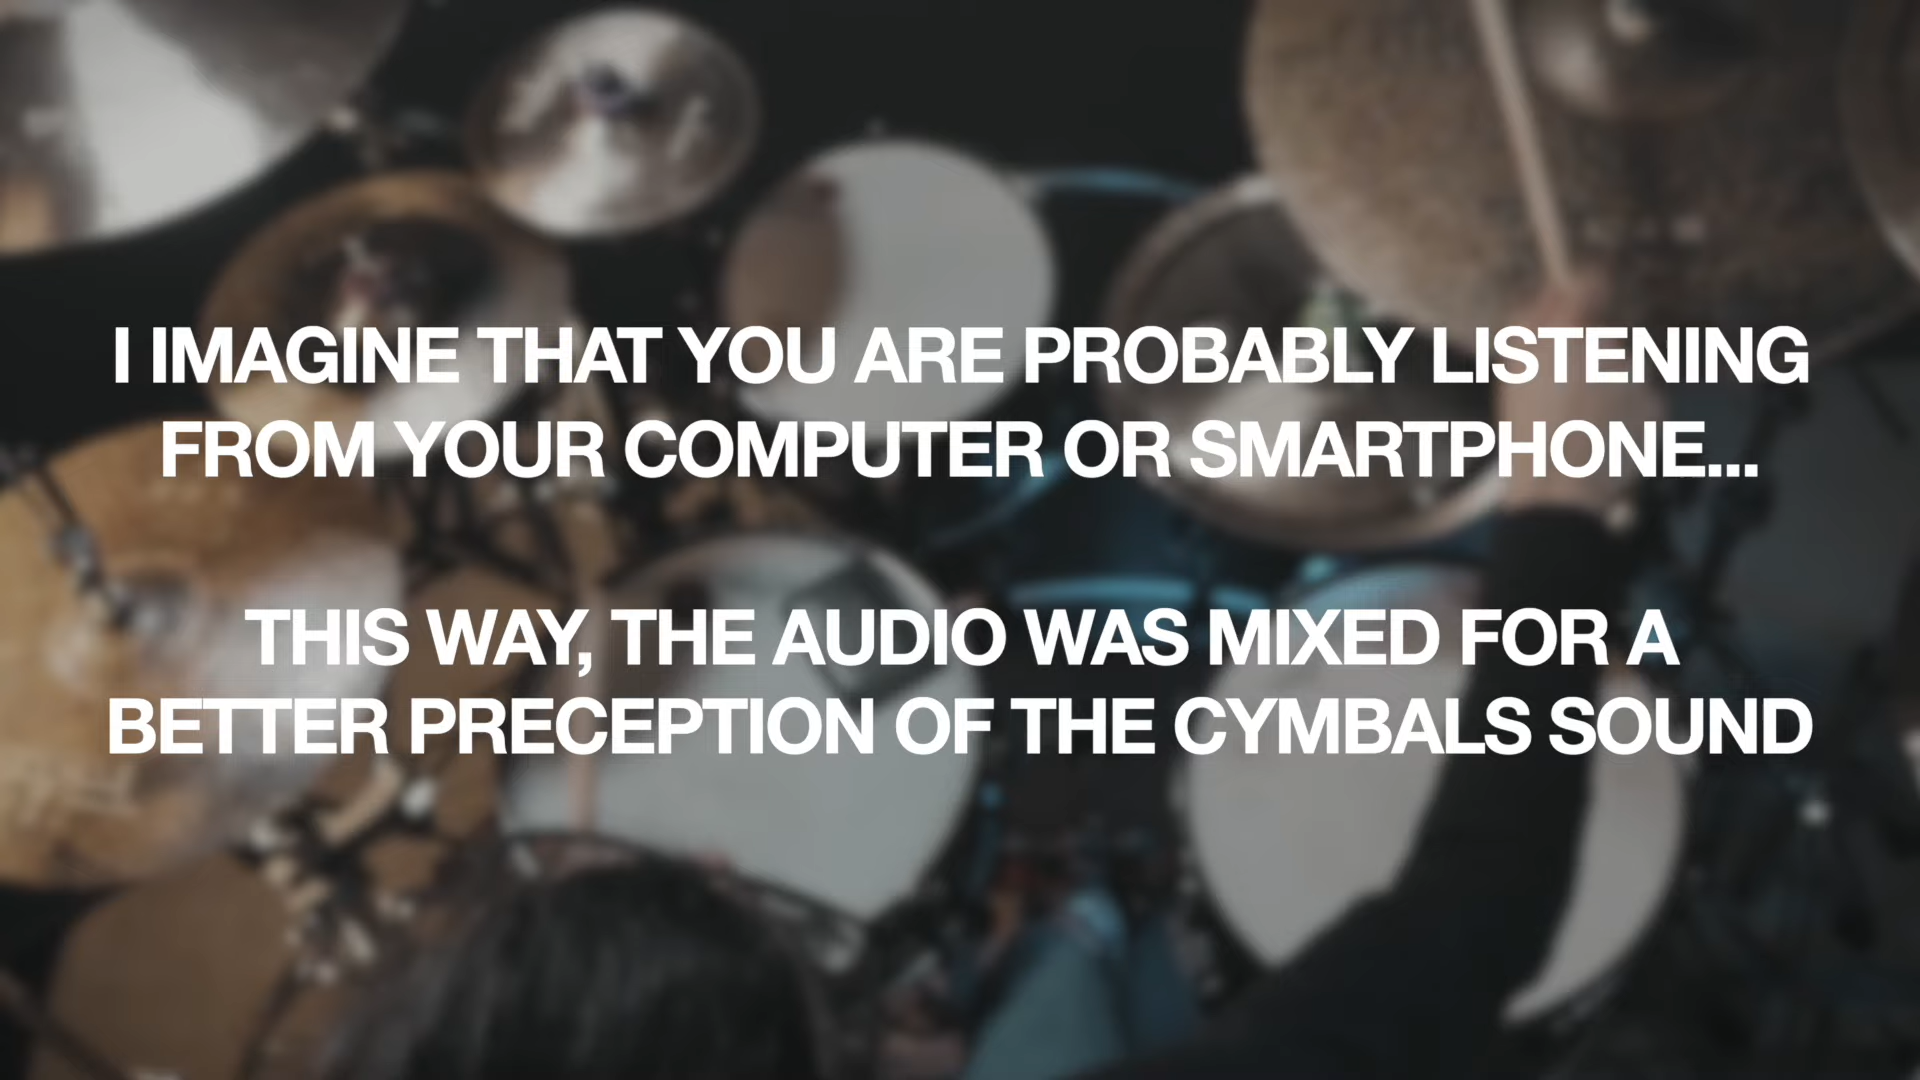 I IMAGINE THAT YOU ARE PROBABLY LISTENING
FROM YOUR COMPUTER OR SMARTPHONE...
THIS WAY, THE AUDIO WAS MIXED FOR A
BETTER PRECEPTION OF THE CYMBALS SOUND